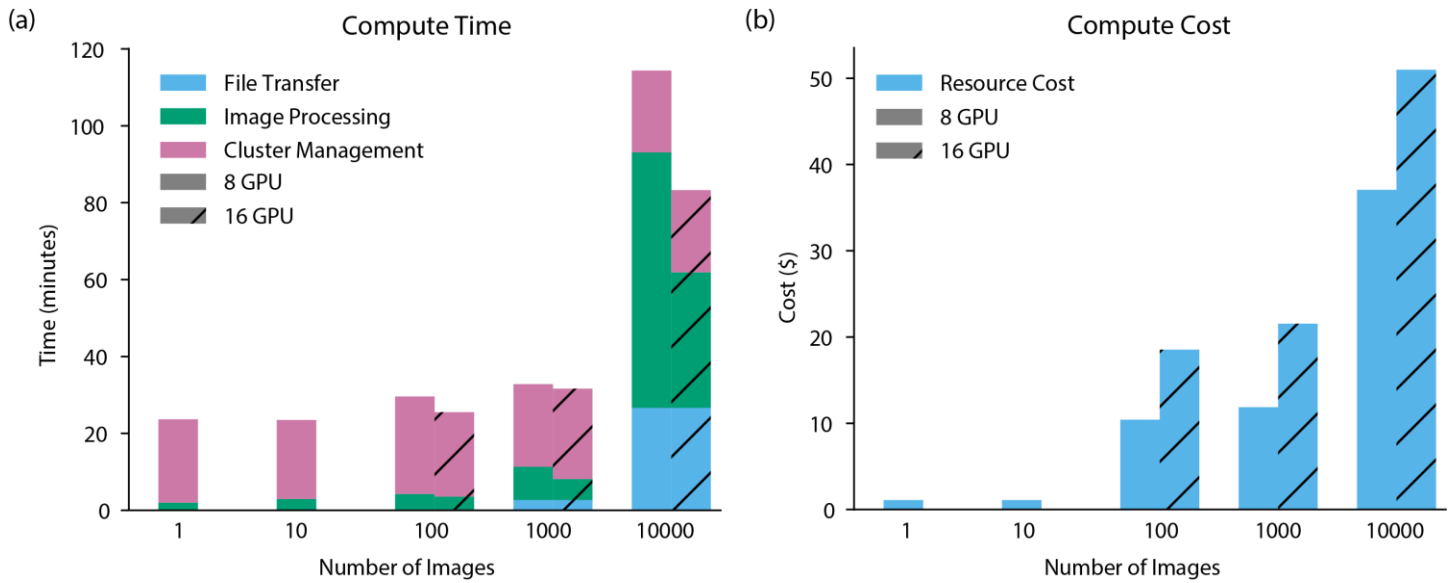 (a)
Compute Time
120
100
80
60
40
20
0
Time (minutes)
File Transfer
Image Processing
Cluster Management
8 GPU
16 GPU
1 10 100 1000 10000
Number of Images
(b)
Compute Cost
50
40
30
20
10
0
Cost ($)
Resource Cost
8 GPU
16 GPU
1 10 100 1000 10000
Number of Images